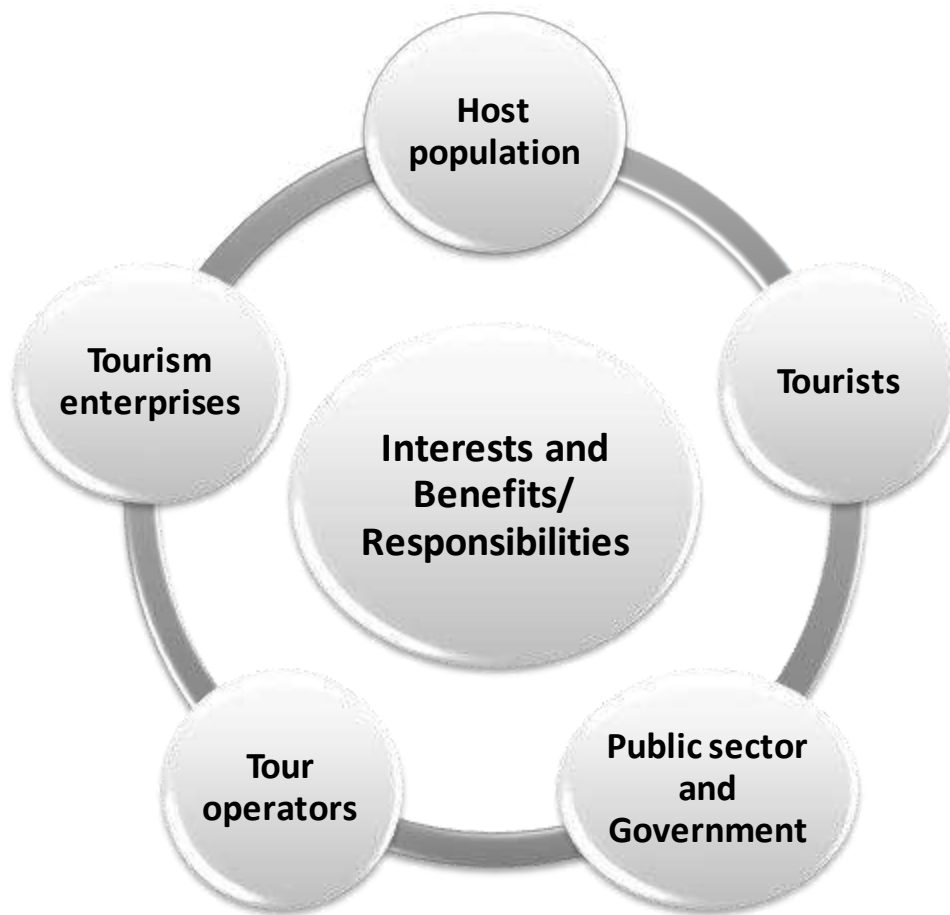 Host
population
Tourism
enterprises
Tourists
Interests and
Benefits/
Responsibilities
Tour
operators
Public sector
and
Government